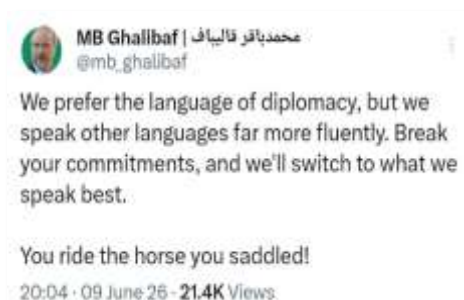 MB Ghalibaf | محمدباقر قالیباف
@mb_ghalibaf
We prefer the language of diplomacy, but we
speak other languages far more fluently. Break
your commitments, and we'll switch to what we
speak best.
You ride the horse you saddled!
20:04 · 09 June 26 · 21.4K Views